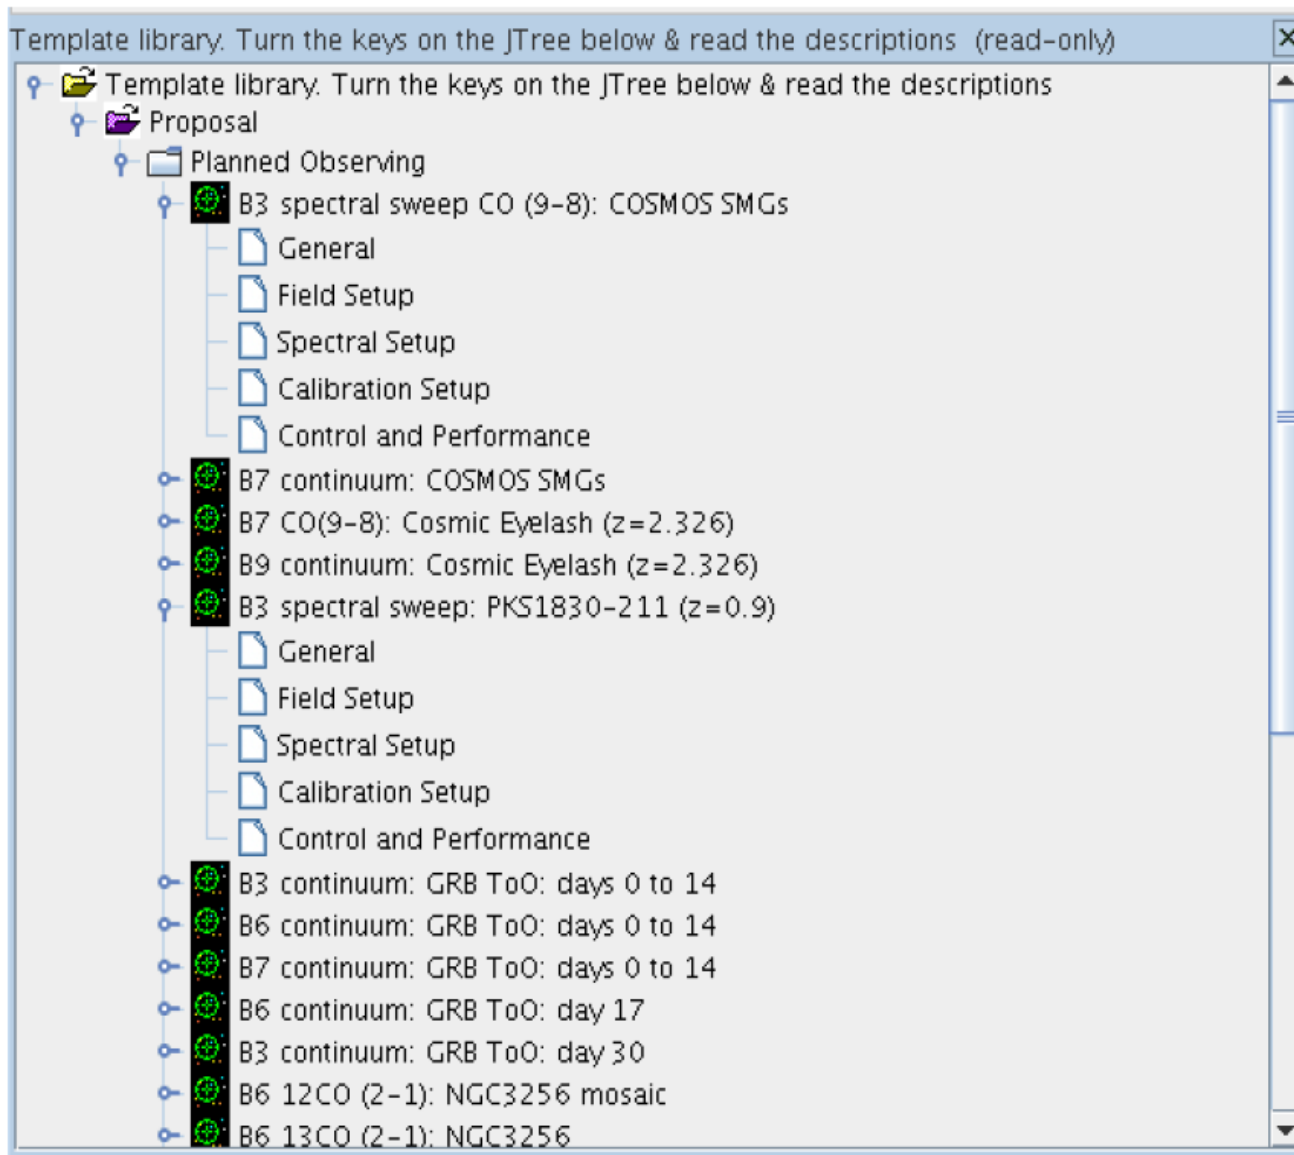 Template library. Turn the keys on the JTree below & read the descriptions  (read-only)
Template library. Turn the keys on the JTree below & read the descriptions
Proposal
Planned Observing
B3 spectral sweep CO (9-8): COSMOS SMGs
General
Field Setup
Spectral Setup
Calibration Setup
Control and Performance
B7 continuum: COSMOS SMGs
B7 CO(9-8): Cosmic Eyelash (z=2.326)
B9 continuum: Cosmic Eyelash (z=2.326)
B3 spectral sweep: PKS1830-211 (z=0.9)
General
Field Setup
Spectral Setup
Calibration Setup
Control and Performance
B3 continuum: GRB ToO: days 0 to 14
B6 continuum: GRB ToO: days 0 to 14
B7 continuum: GRB ToO: days 0 to 14
B6 continuum: GRB ToO: day 17
B3 continuum: GRB ToO: day 30
B6 12CO (2-1): NGC3256 mosaic
B6 13CO (2-1): NGC3256